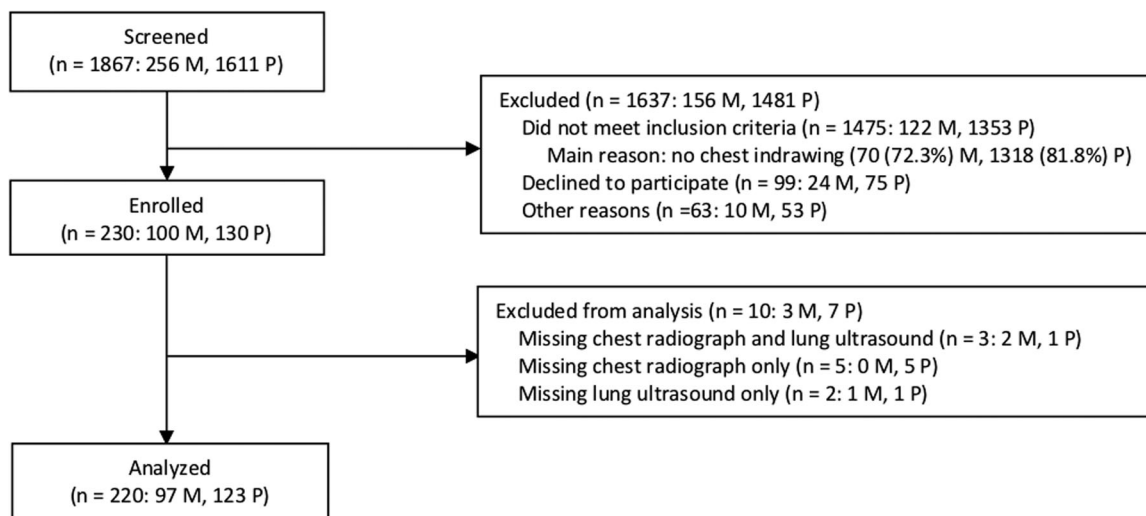 Screened
(n = 1867: 256 M, 1611 P)
Excluded (n = 1637: 156 M, 1481 P)
Did not meet inclusion criteria (n = 1475: 122 M, 1353 P)
Main reason: no chest indrawing (70 (72.3%) M, 1318 (81.8%) P)
Declined to participate (n = 99: 24 M, 75 P)
Other reasons (n =63: 10 M, 53 P)
Enrolled
(n = 230: 100 M, 130 P)
Excluded from analysis (n = 10: 3 M, 7 P)
Missing chest radiograph and lung ultrasound (n = 3: 2 M, 1 P)
Missing chest radiograph only (n = 5: 0 M, 5 P)
Missing lung ultrasound only (n = 2: 1 M, 1 P)
Analyzed
(n = 220: 97 M, 123 P)